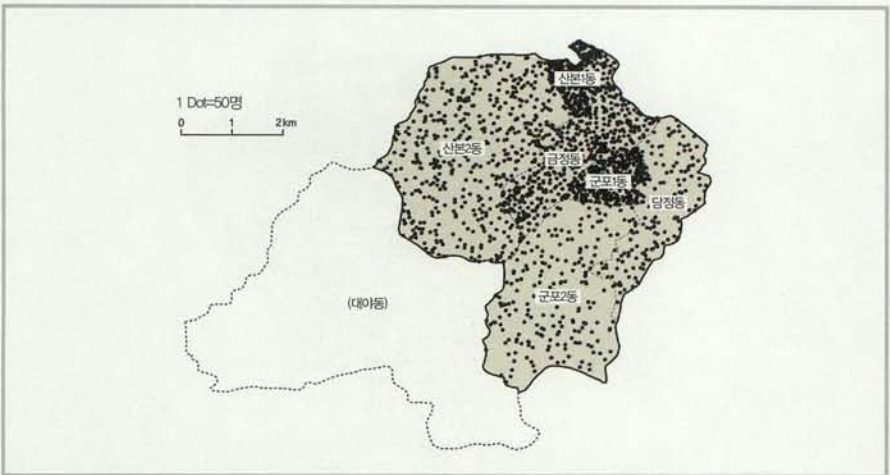 1 Dot=50명
0 1 2km
산본1동
산본2동
금정동
군포1동
당정동
군포2동
(대야동)